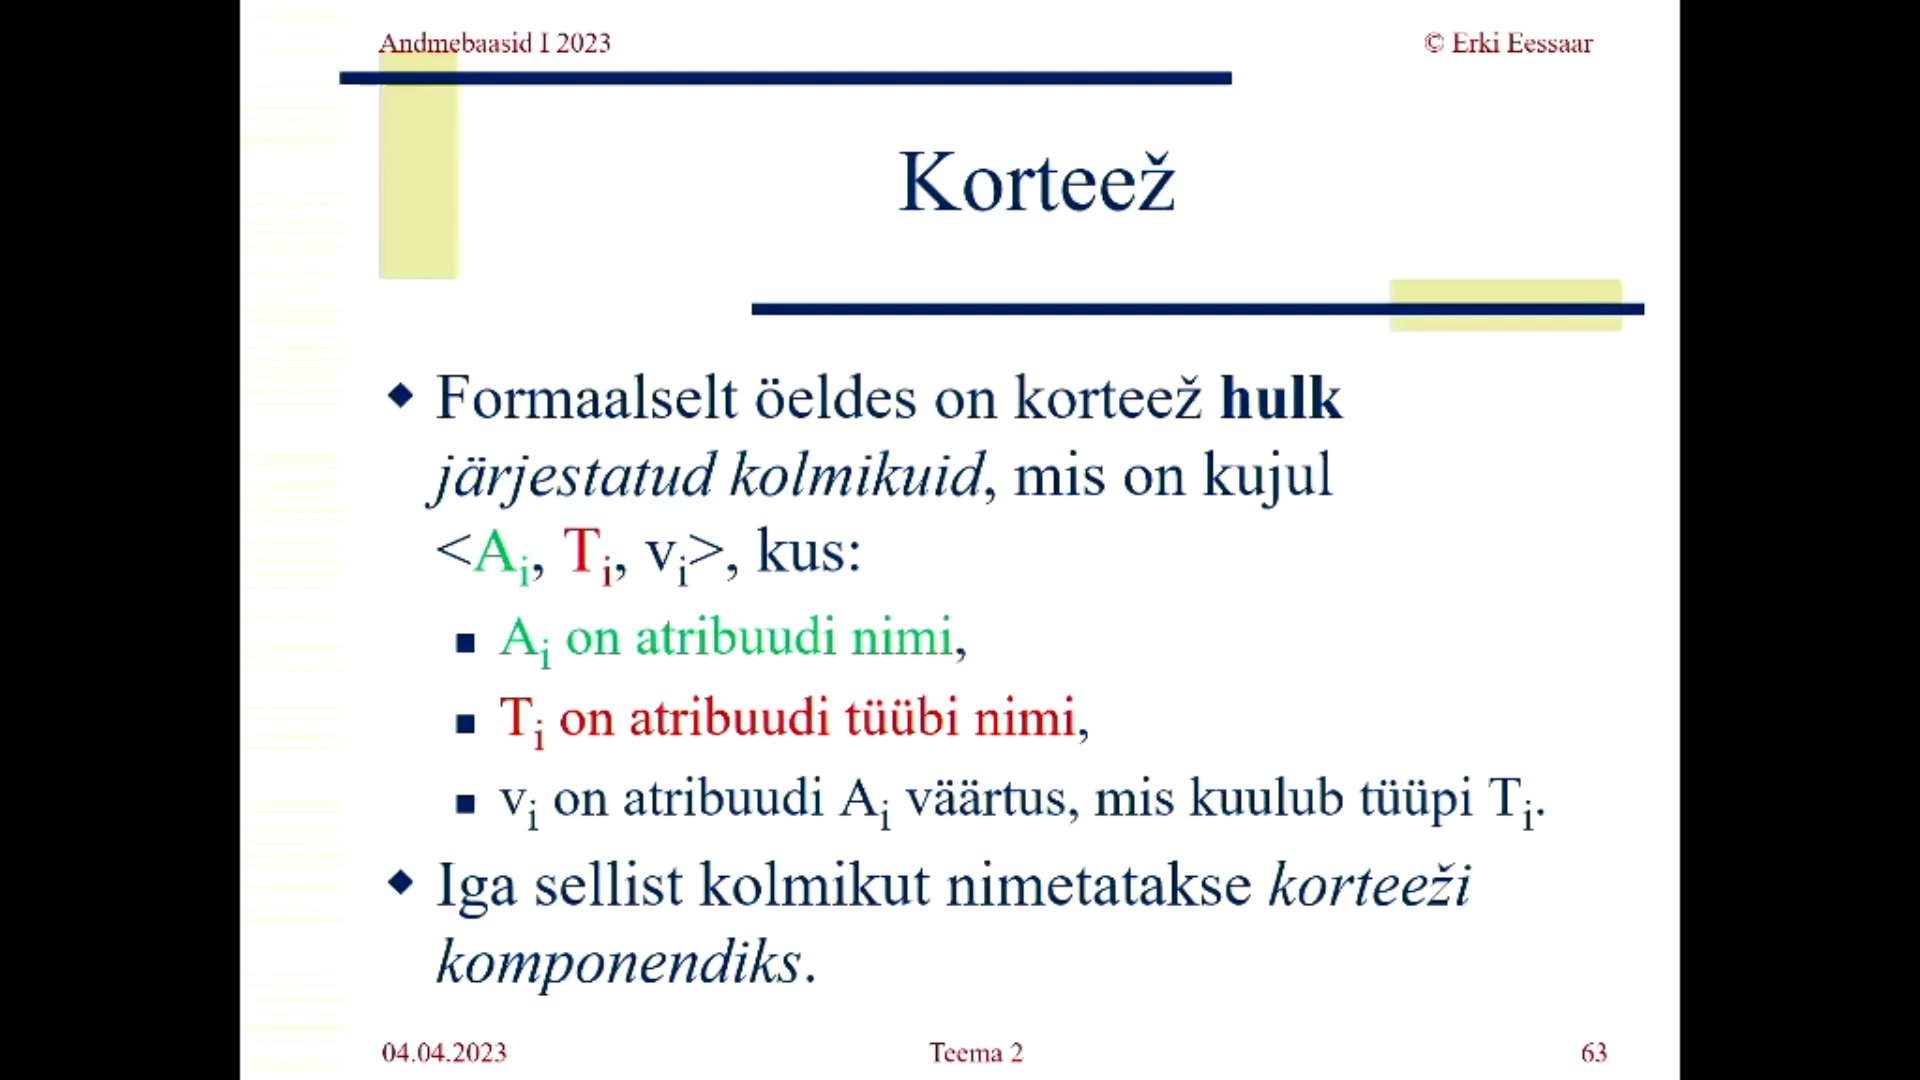 Andmebaasid I 2023
© Erki Eessaar
Korteež
Formaalselt öeldes on korteež hulk
järjestatud kolmikuid, mis on kujul
<Ai, Ti, vi>, kus:
Ai on atribuudi nimi,
Ti on atribuudi tüübi nimi,
vi on atribuudi Ai väärtus, mis kuulub tüüpi Ti.
Iga sellist kolmikut nimetatakse korteeži
komponendiks.
04.04.2023
Teema 2
63